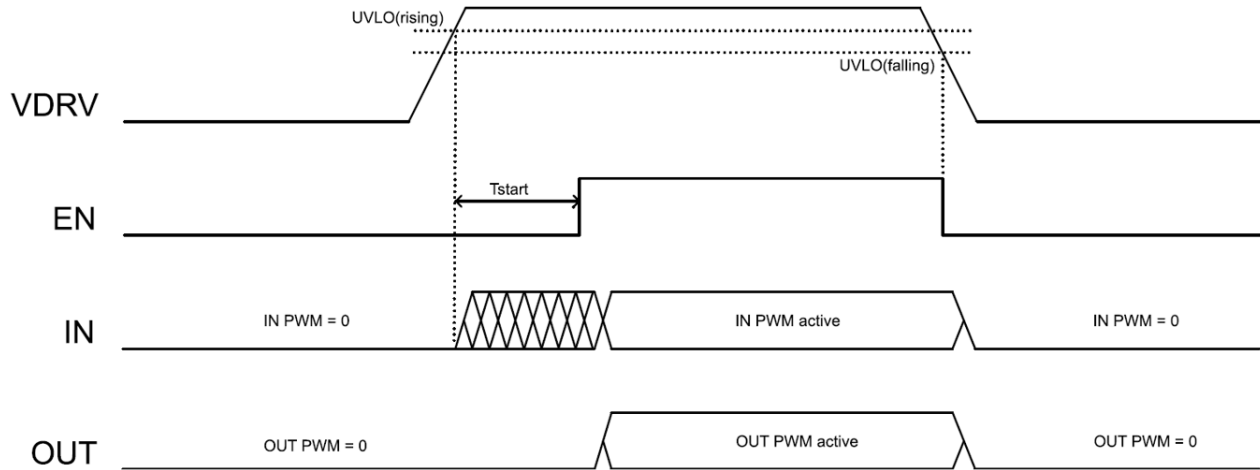 UVLO(rising)
UVLO(falling)
VDRV
Tstart
EN
IN PWM = 0
IN PWM active
IN PWM = 0
IN
OUT PWM = 0
OUT PWM active
OUT PWM = 0
OUT